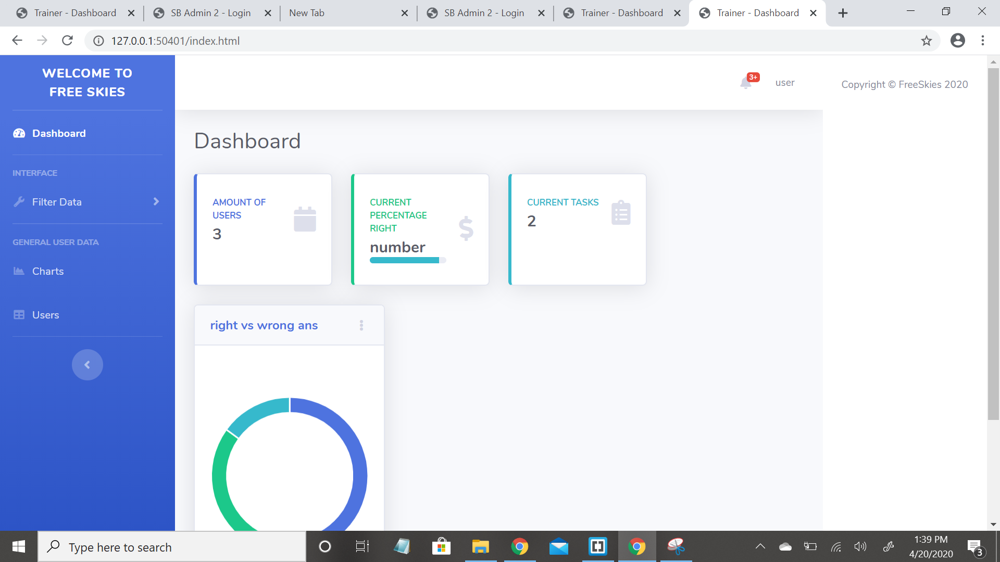 Trainer - Dashboard
SB Admin 2 - Login
New Tab
SB Admin 2 - Login
Trainer - Dashboard
Trainer - Dashboard
127.0.0.1:50401/index.html
WELCOME TO
FREE SKIES
Dashboard
INTERFACE
Filter Data
GENERAL USER DATA
Charts
Users
3+
user
Copyright © FreeSkies 2020
Dashboard
AMOUNT OF
USERS
3
CURRENT
PERCENTAGE
RIGHT
number
CURRENT TASKS
2
right vs wrong ans
Type here to search
1:39 PM
4/20/2020
3